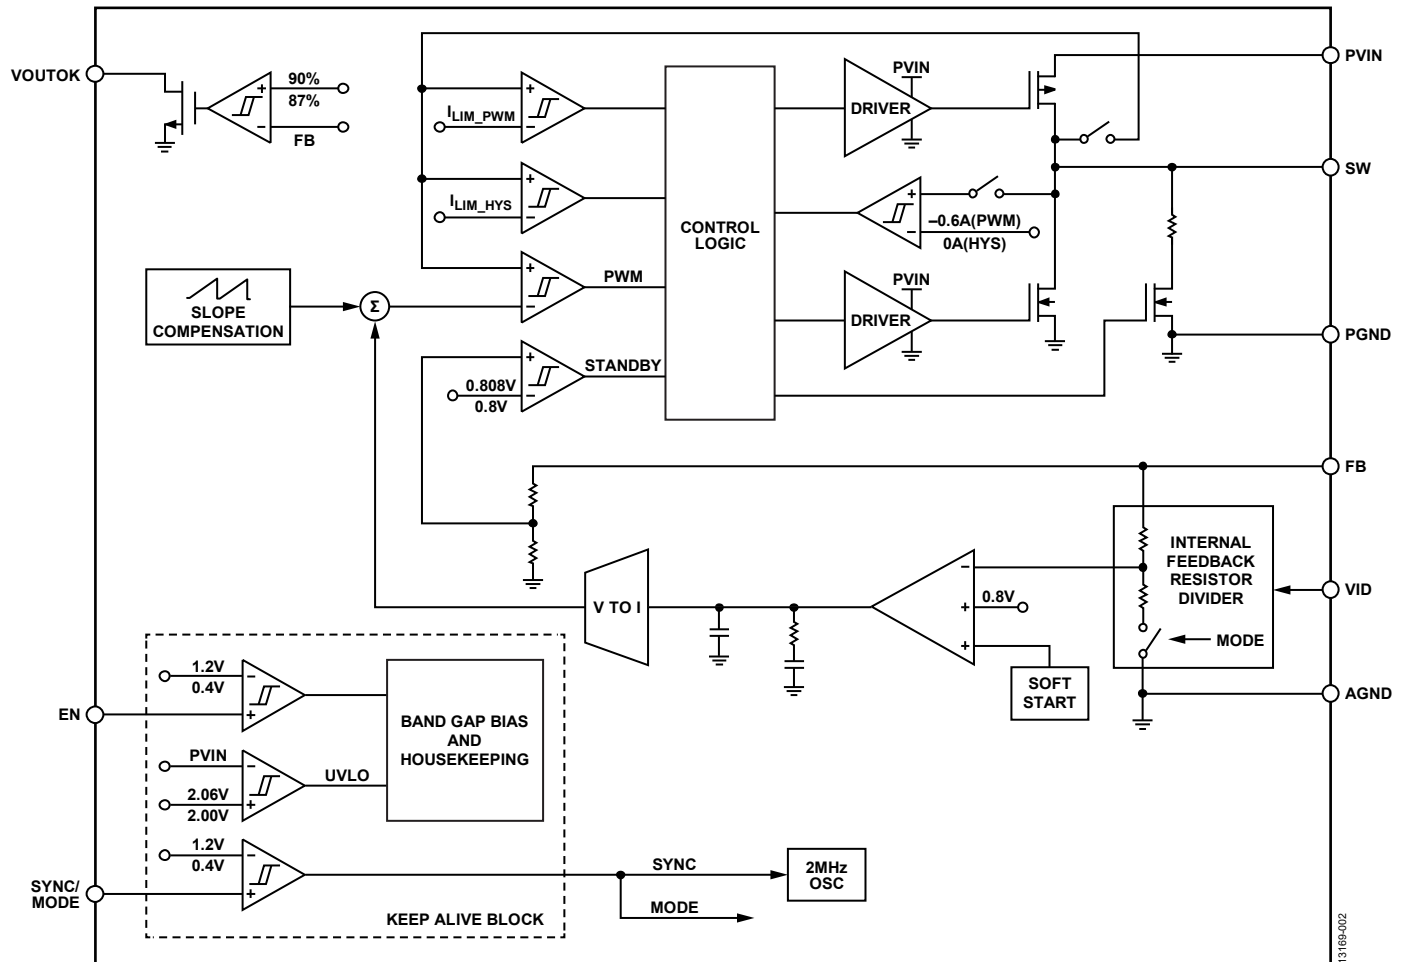 VOUTOK
90%
87%
FB
I_LIM_PWM
I_LIM_HYS
SLOPE
COMPENSATION
Σ
PWM
STANDBY
0.808V
0.8V
CONTROL
LOGIC
PVIN
DRIVER
–0.6A(PWM)
0A(HYS)
PVIN
DRIVER
PVIN
SW
PGND
FB
INTERNAL
FEEDBACK
RESISTOR
DIVIDER
MODE
VID
AGND
V TO I
0.8V
SOFT
START
EN
1.2V
0.4V
PVIN
2.06V
2.00V
UVLO
BAND GAP BIAS
AND
HOUSEKEEPING
1.2V
0.4V
SYNC/
MODE
KEEP ALIVE BLOCK
SYNC
MODE
2MHz
OSC
13169-002
+
–
+
–
+
–
+
–
+
–
+
–
–
+
+
–
+
–
+
–
+